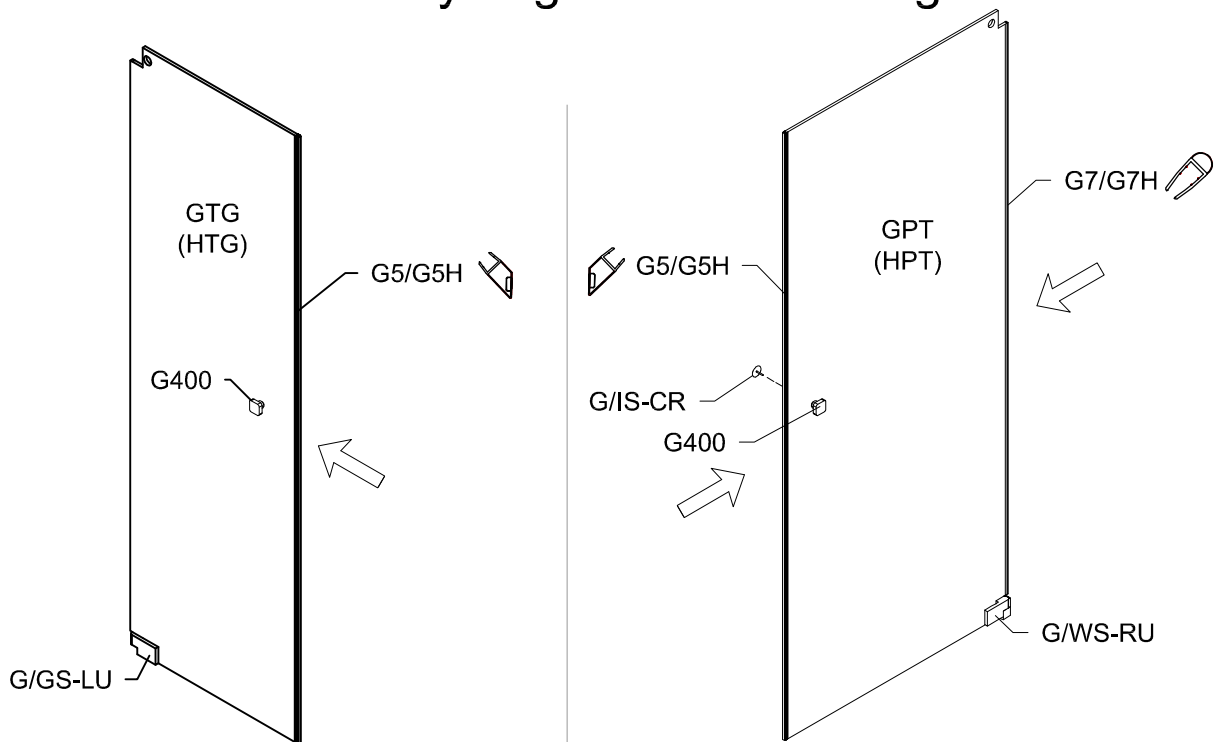 GTG
(HTG)
G5/G5H
G400
G/GS-LU
G7/G7H
GPT
(HPT)
G5/G5H
G/IS-CR
G400
G/WS-RU